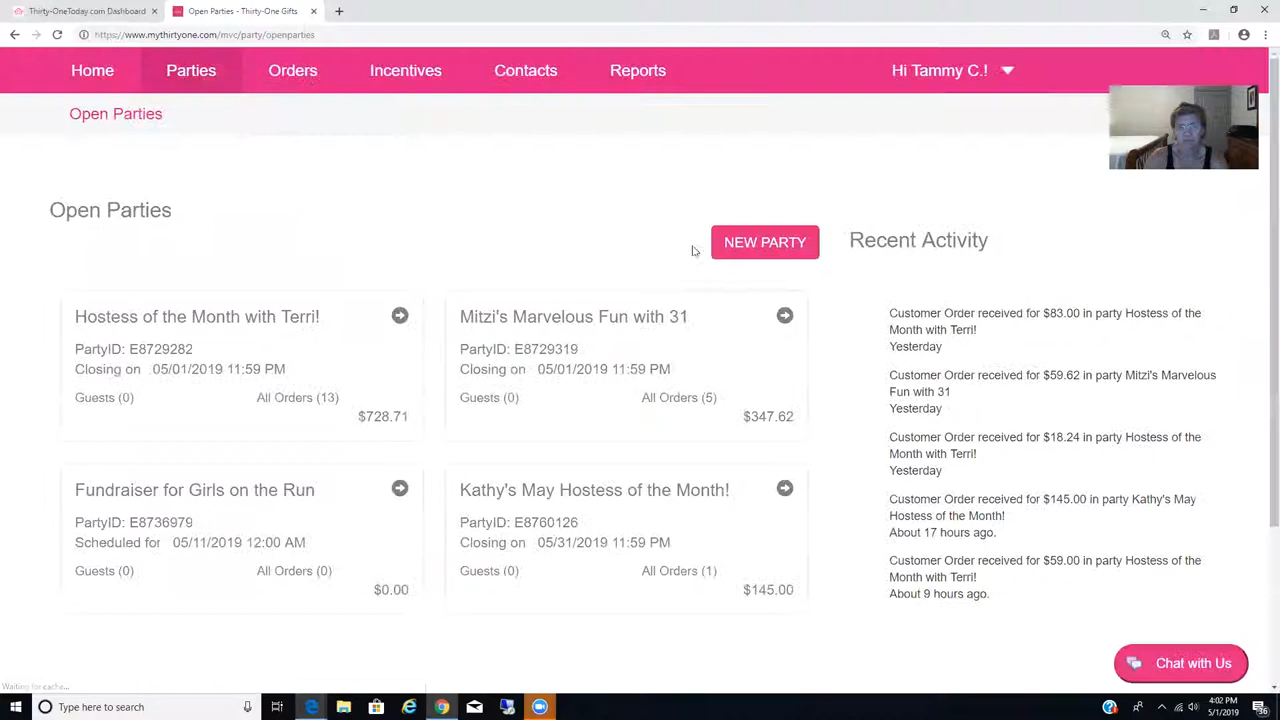 Thirty-OneToday.com Dashboard
Open Parties - Thirty-One Gifts
https://www.mythirtyone.com/mvc/party/openparties
Home
Parties
Orders
Incentives
Contacts
Reports
Hi Tammy C.!
Open Parties
Open Parties
NEW PARTY
Hostess of the Month with Terri!
PartyID: E8729282
Closing on 05/01/2019 11:59 PM
Guests (0)
All Orders (13)
$728.71
Mitzi's Marvelous Fun with 31
PartyID: E8729319
Closing on 05/01/2019 11:59 PM
Guests (0)
All Orders (5)
$347.62
Fundraiser for Girls on the Run
PartyID: E8736979
Scheduled for 05/11/2019 12:00 AM
Guests (0)
All Orders (0)
$0.00
Kathy's May Hostess of the Month!
PartyID: E8760126
Closing on 05/31/2019 11:59 PM
Guests (0)
All Orders (1)
$145.00
Recent Activity
Customer Order received for $83.00 in party Hostess of the
Month with Terri!
Yesterday
Customer Order received for $59.62 in party Mitzi's Marvelous
Fun with 31
Yesterday
Customer Order received for $18.24 in party Hostess of the
Month with Terri!
Yesterday
Customer Order received for $145.00 in party Kathy's May
Hostess of the Month!
About 17 hours ago.
Customer Order received for $59.00 in party Hostess of the
Month with Terri!
About 9 hours ago.
Chat with Us
Waiting for cache...
Type here to search
4:02 PM
5/1/2019
36